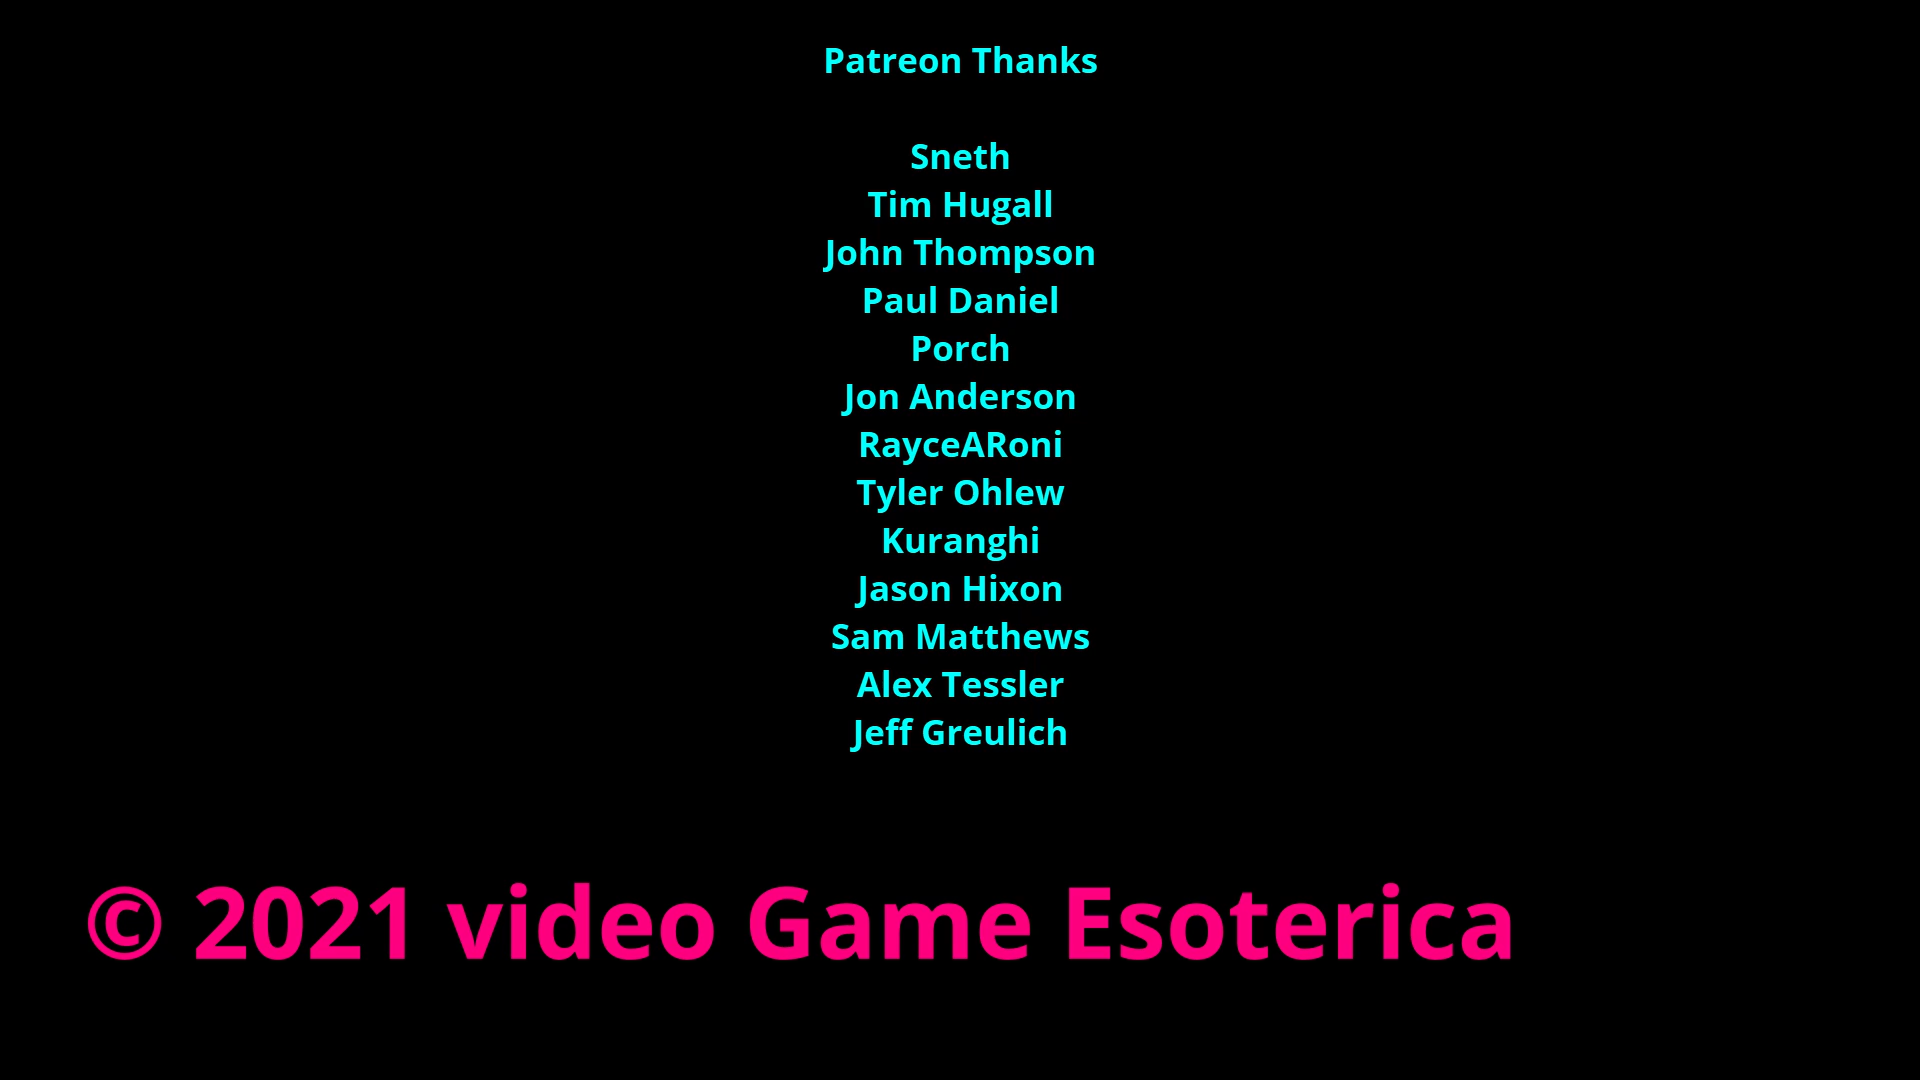 Patreon Thanks
Sneth
Tim Hugall
John Thompson
Paul Daniel
Porch
Jon Anderson
RayceARoni
Tyler Ohlew
Kuranghi
Jason Hixon
Sam Matthews
Alex Tessler
Jeff Greulich
© 2021 video Game Esoterica